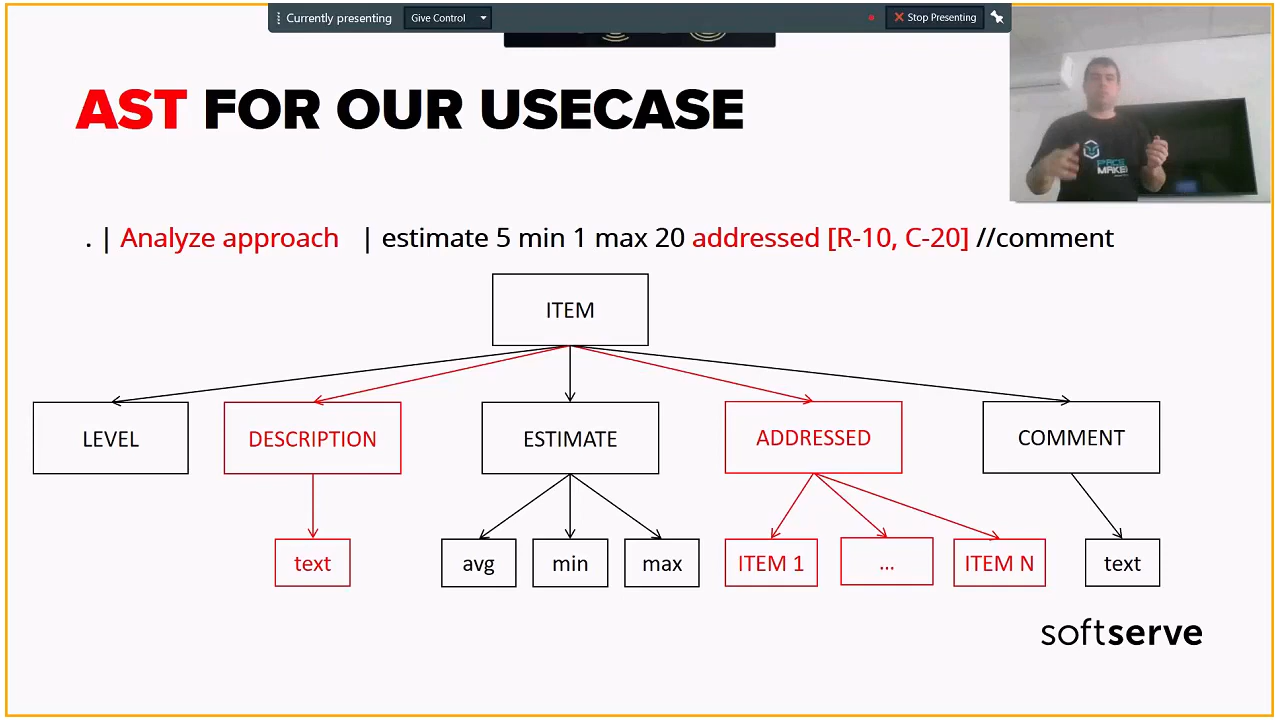 Currently presenting Give Control Stop Presenting
AST FOR OUR USECASE
. | Analyze approach | estimate 5 min 1 max 20 addressed [R-10, C-20] //comment
ITEM
LEVEL DESCRIPTION ESTIMATE ADDRESSED COMMENT
text avg min max ITEM 1 ... ITEM N text
softserve